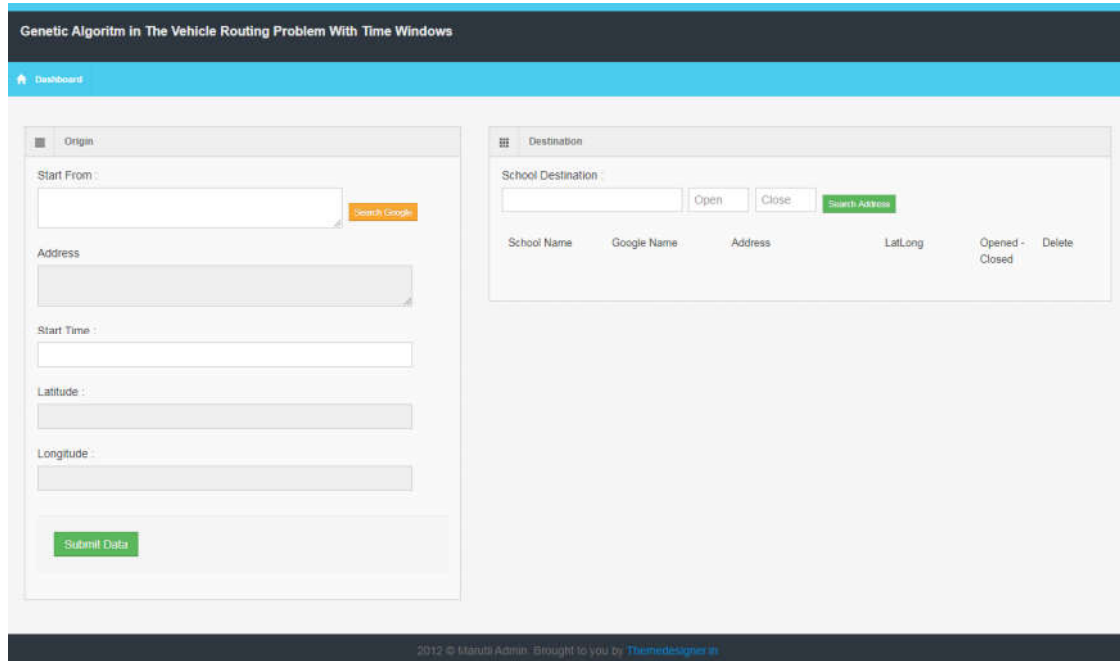 Genetic Algoritm in The Vehicle Routing Problem With Time Windows
Dashboard
Origin
Start From :
Search Google
Address
Start Time :
Latitude :
Longitude :
Submit Data
Destination
School Destination :
Open Close Search Address
School Name Google Name Address LatLong Opened - Closed Delete
2012 © Marutii Admin. Brought to you by Themedesigner.in